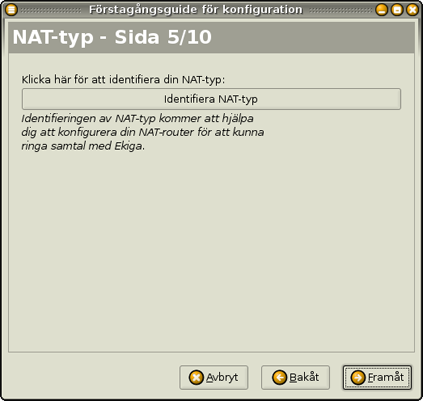 Förstagångsguide för konfiguration
NAT-typ - Sida 5/10
Klicka här för att identifiera din NAT-typ:
Identifiera NAT-typ
Identifieringen av NAT-typ kommer att hjälpa
dig att konfigurera din NAT-router för att kunna
ringa samtal med Ekiga.
Avbryt
Bakåt
Framåt